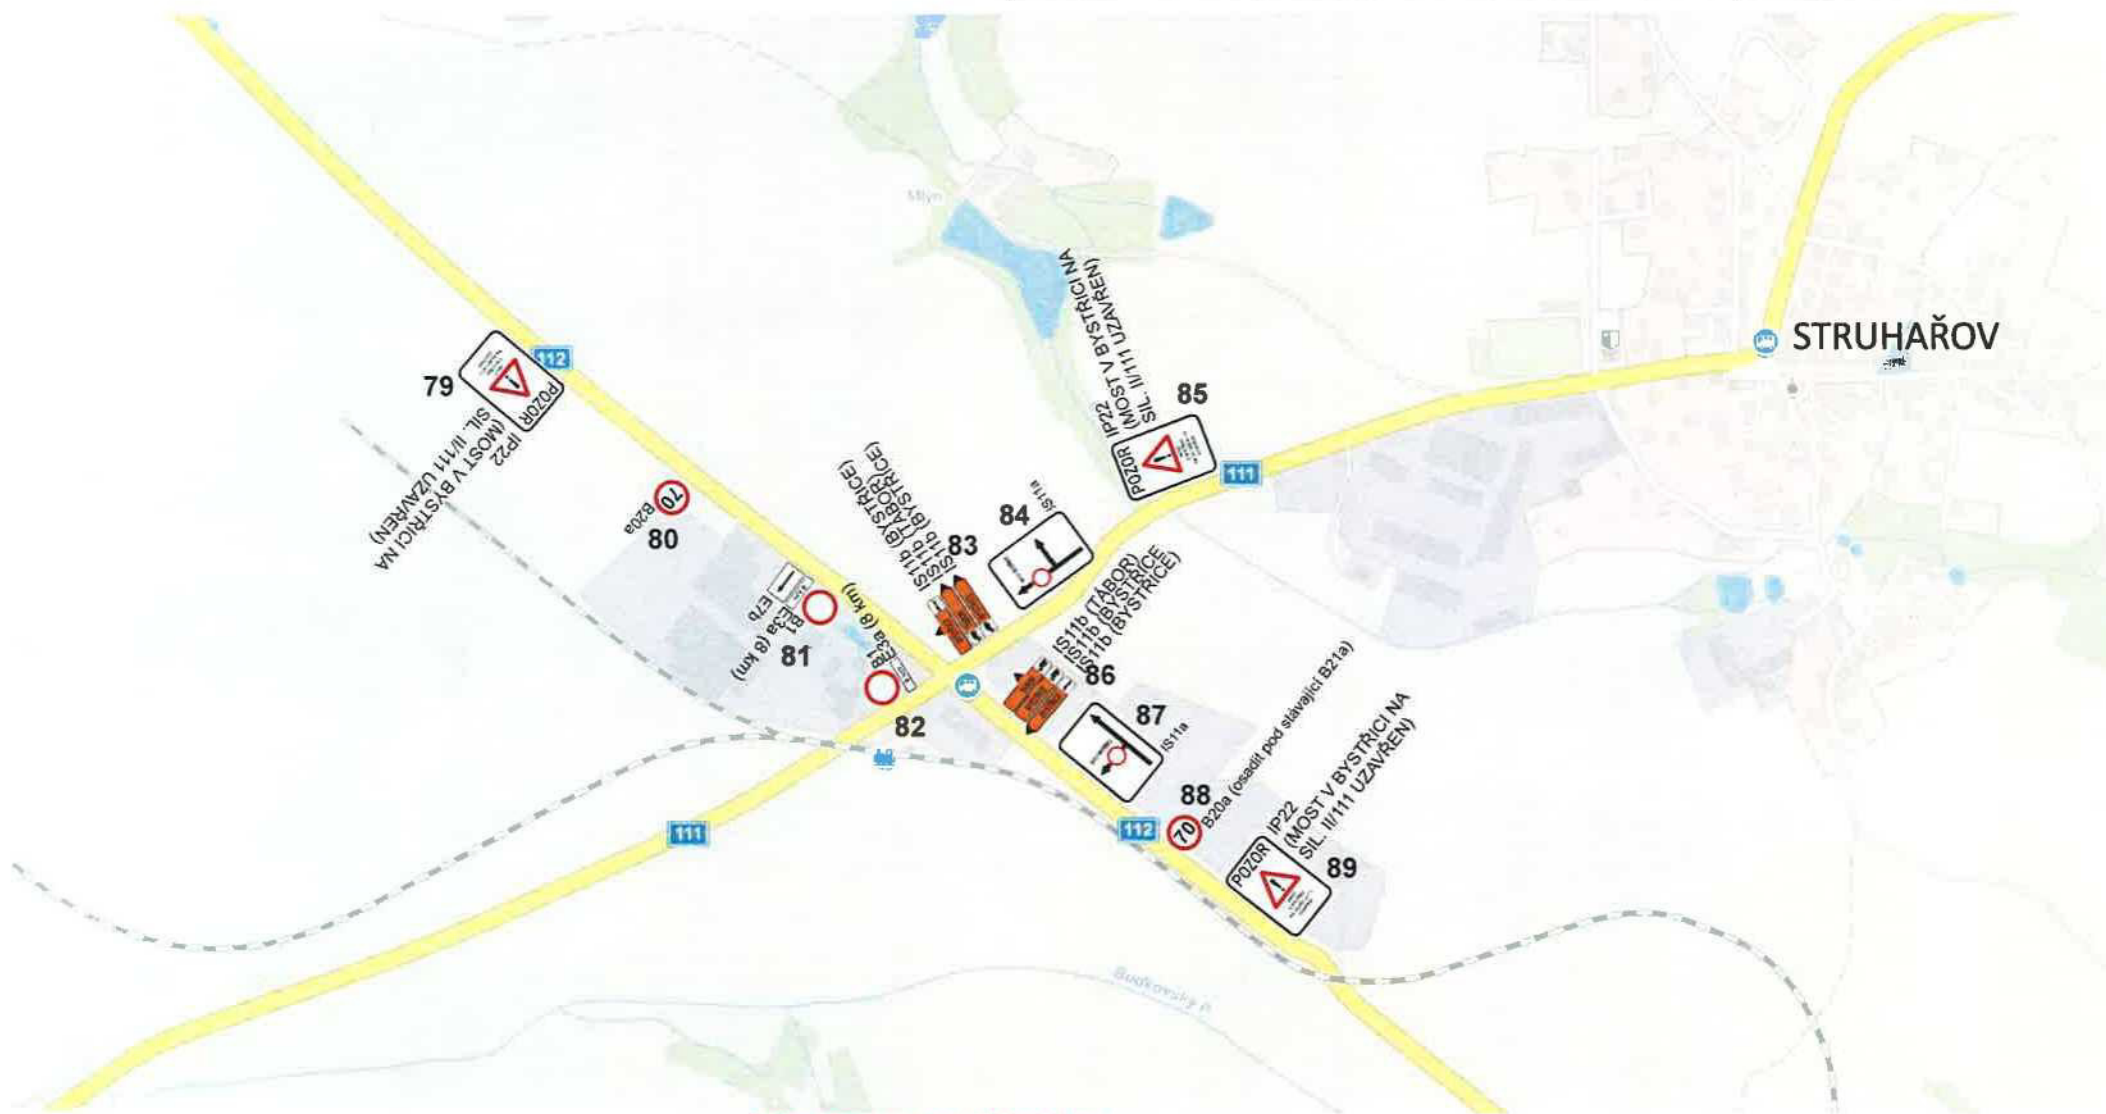 Mlýn
STRUHAŘOV
112
79
POZOR
IP22
(MOST V BYSTŘICI NA
SIL. II/111 UZAVŘEN)
70
B20a
80
E7b
B1
E3a (8 km)
81
B1
E3a (8 km)
82
IS11b (BYSTŘICE)
IS11b (TÁBOR)
IS11b (BYSTŘICE)
83
84
IS11a
85
POZOR
IP22
(MOST V BYSTŘICI NA
SIL. II/111 UZAVŘEN)
111
IS11b (TÁBOR)
IS11b (BYSTŘICE
IS11b (BYSTŘICE)
86
87
IS11a
88
70
B20a (osadit pod stávající B21a)
112
111
89
POZOR
IP22
(MOST V BYSTŘICI NA
SIL. II/111 UZAVŘEN)
Buďkovský p.